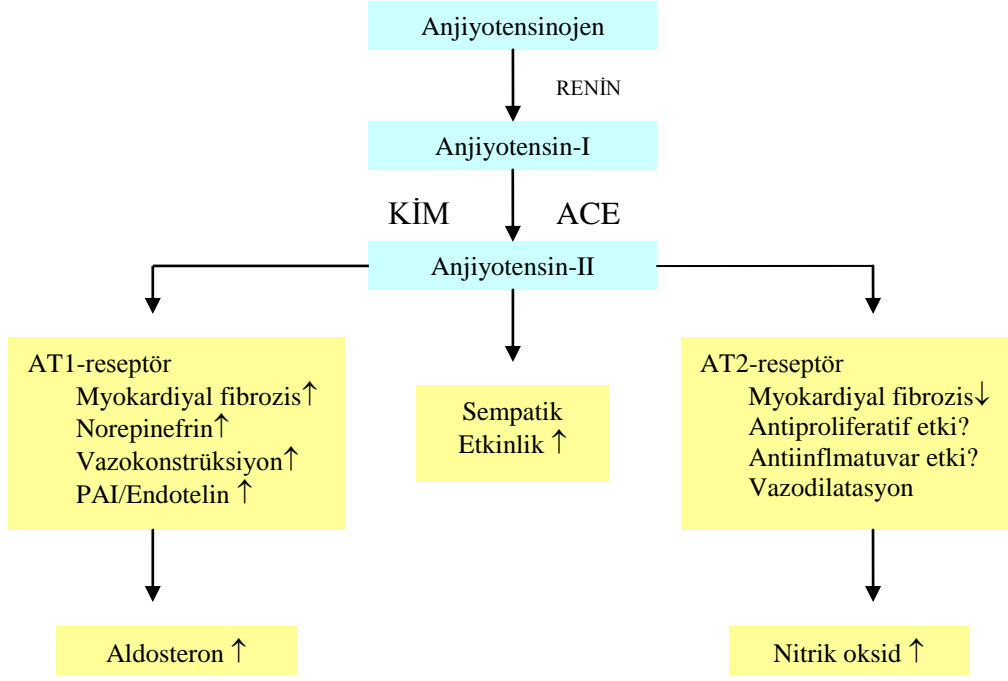 Anjiyotensinojen
RENİN
Anjiyotensin-I
KİM ACE
Anjiyotensin-II
AT1-reseptör
Myokardiyal fibrozis↑
Norepinefrin↑
Vazokonstrüksiyon↑
PAI/Endotelin ↑
Sempatik
Etkinlik ↑
AT2-reseptör
Myokardiyal fibrozis↓
Antiproliferatif etki?
Antiinflmatuvar etki?
Vazodilatasyon
Aldosteron ↑
Nitrik oksid ↑